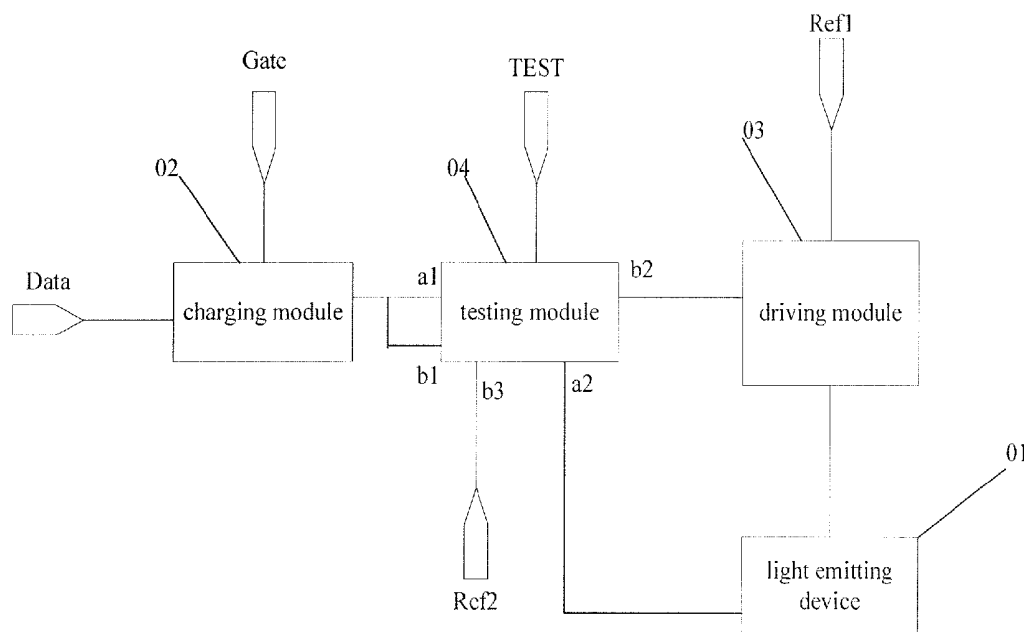 Ref1
Gate
TEST
03
02
04
Data
a1
b2
charging module
testing module
driving module
b1
b3
a2
01
light emitting
device
Ref2